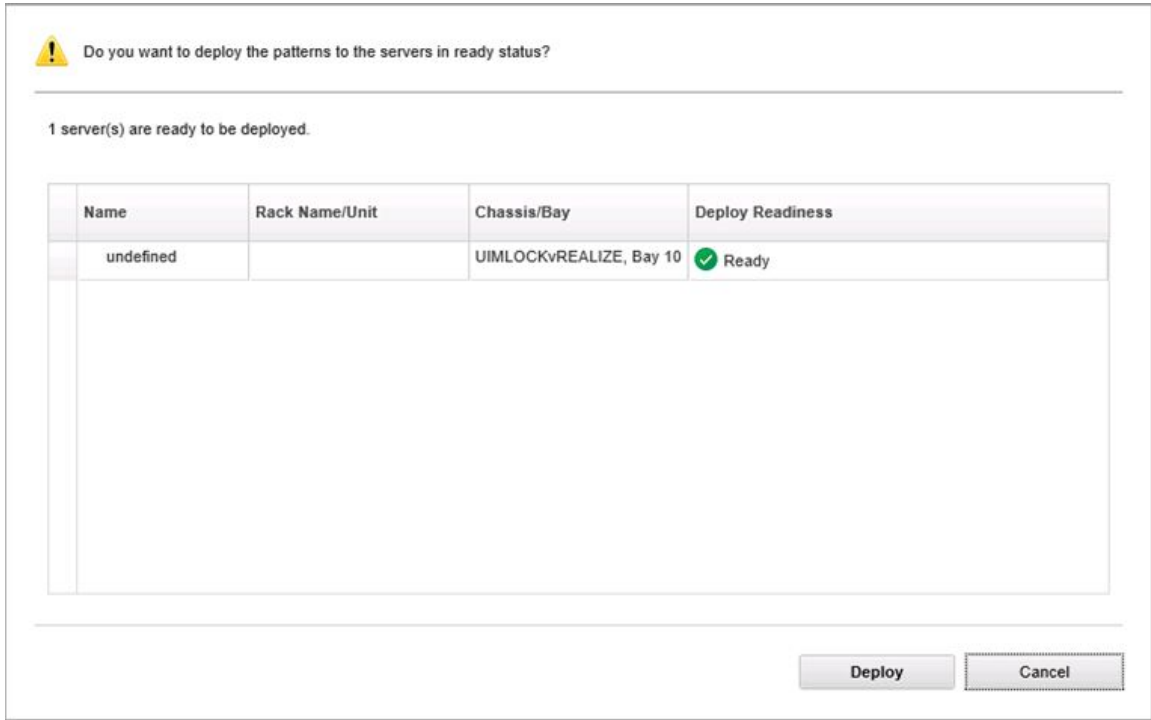 Do you want to deploy the patterns to the servers in ready status?
1 server(s) are ready to be deployed.
Name Rack Name/Unit Chassis/Bay Deploy Readiness
undefined UIMLOCKvREALIZE, Bay 10 Ready
Deploy Cancel